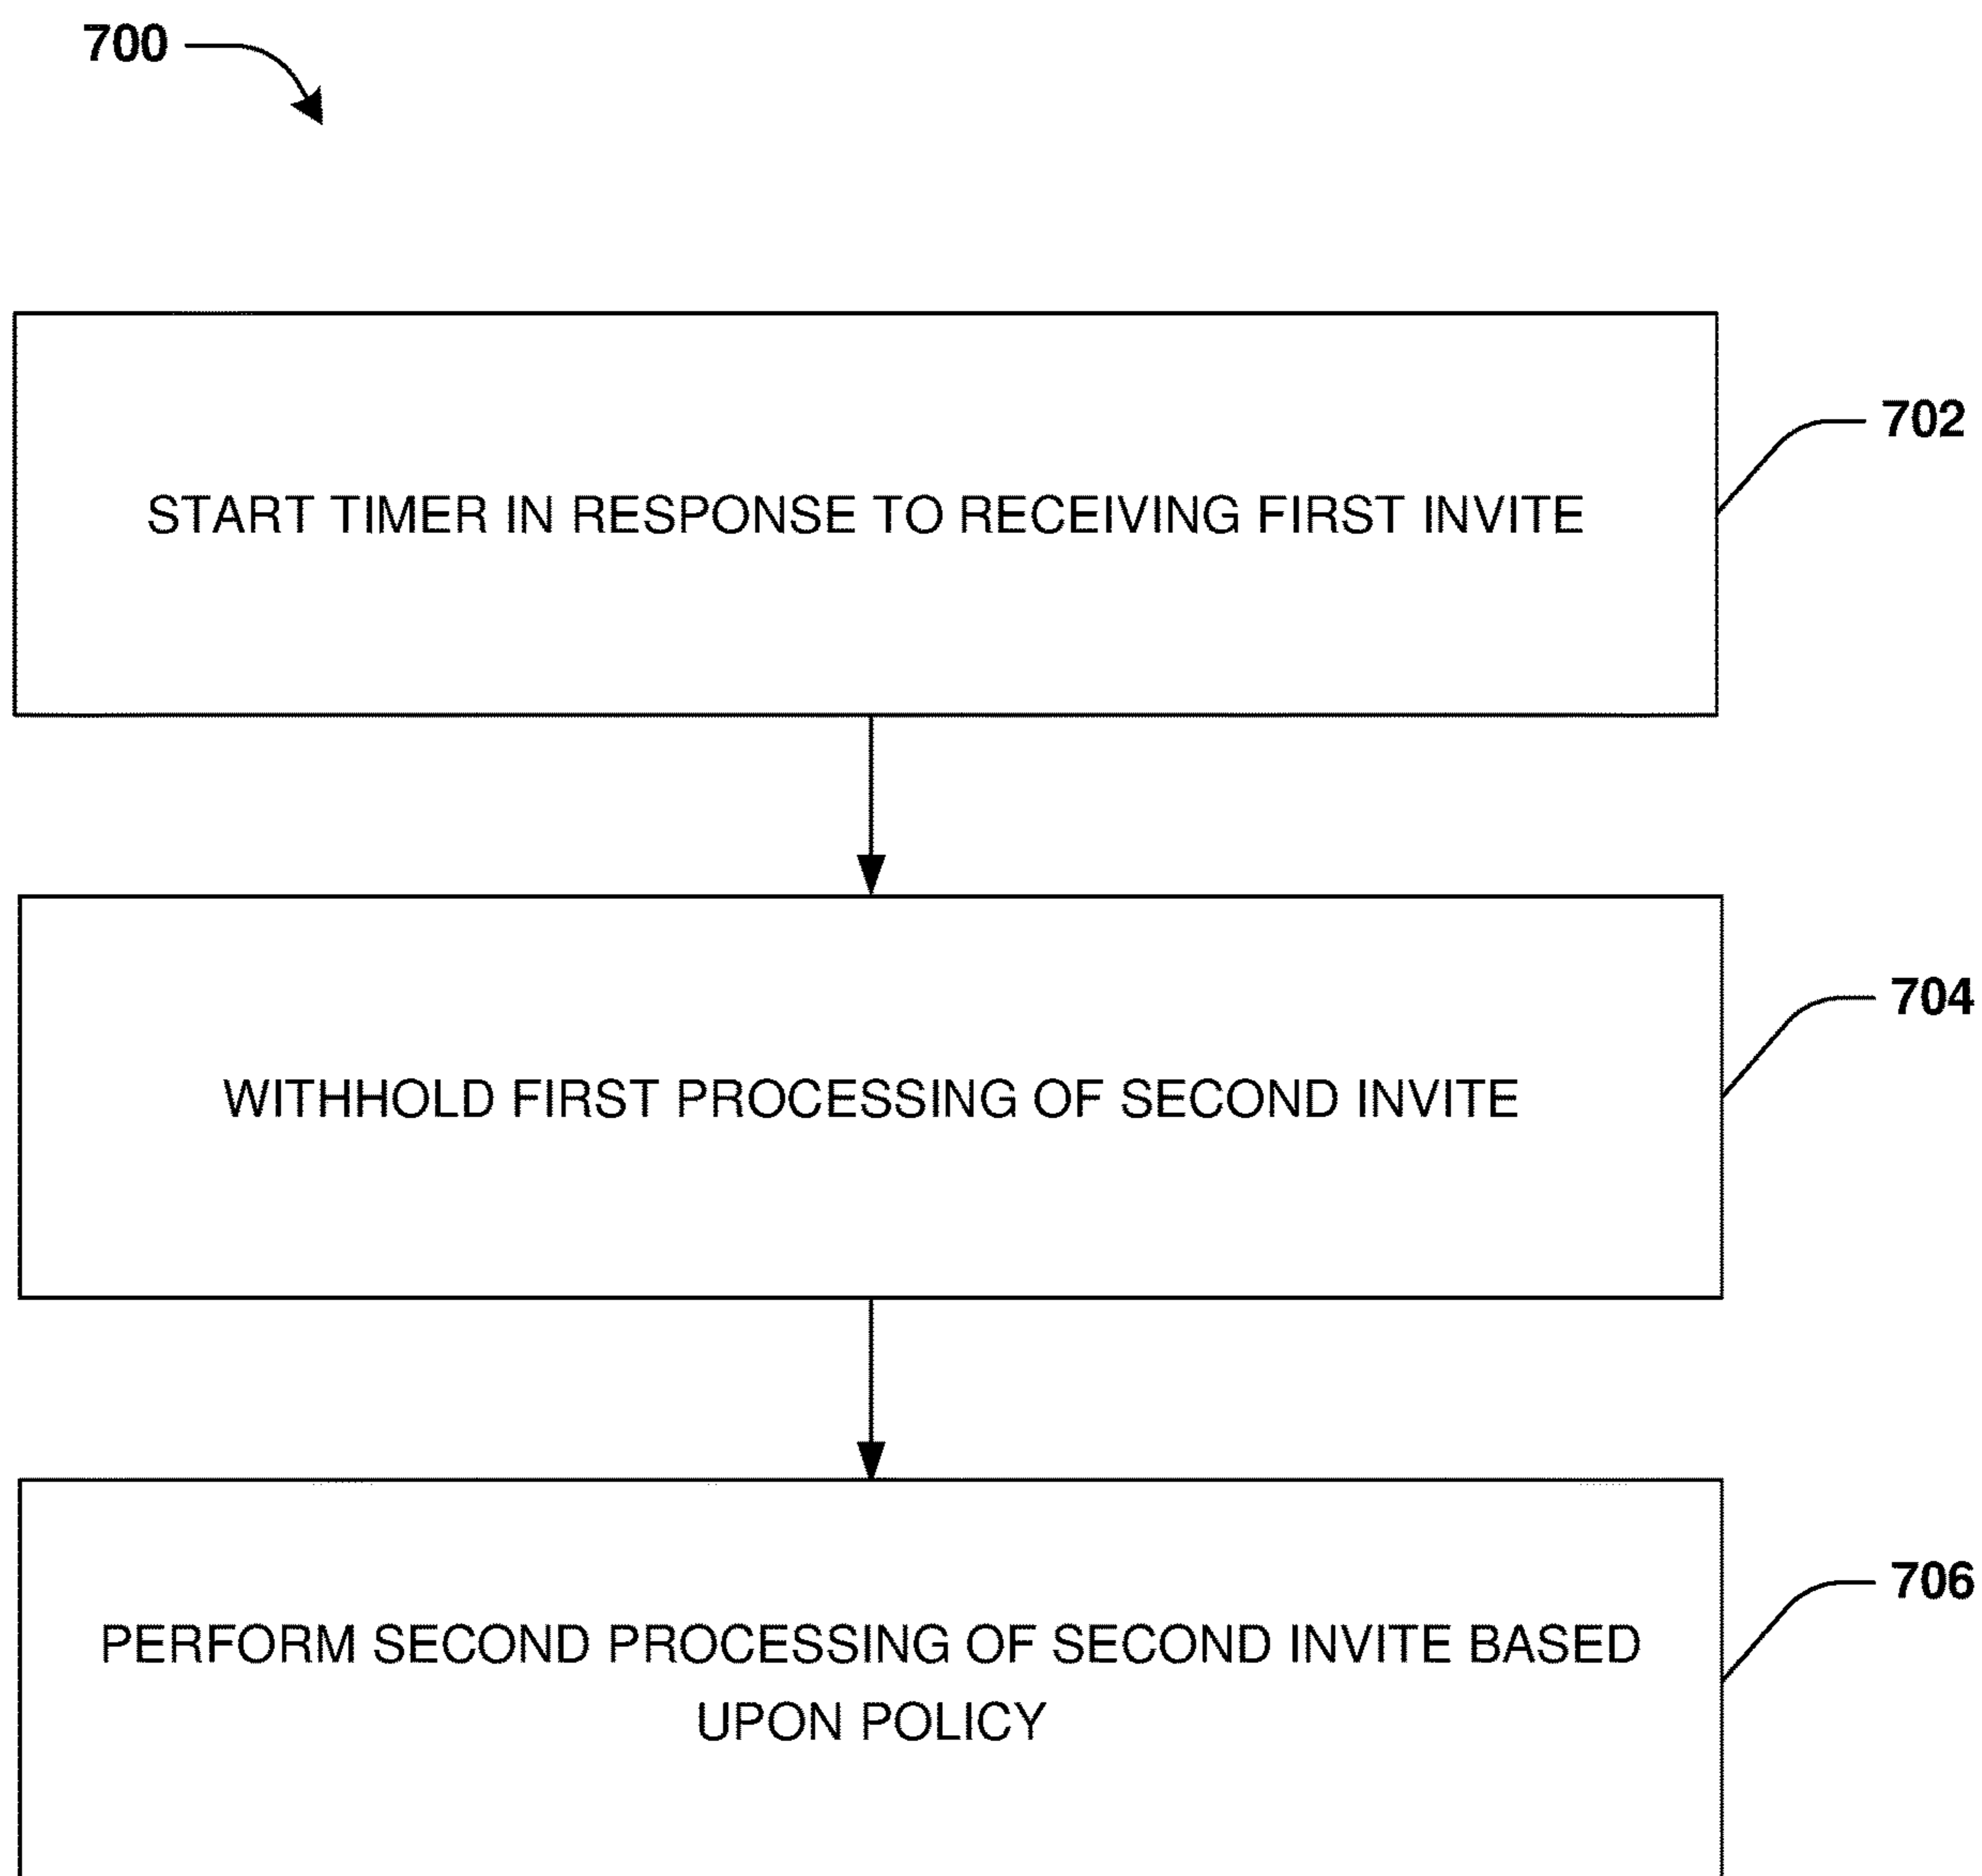 700
702
START TIMER IN RESPONSE TO RECEIVING FIRST INVITE
704
WITHHOLD FIRST PROCESSING OF SECOND INVITE
706
PERFORM SECOND PROCESSING OF SECOND INVITE BASED
UPON POLICY